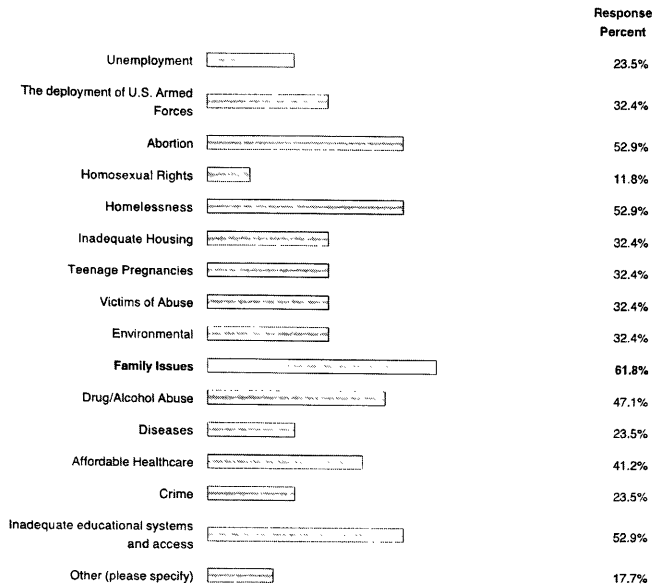 Response
Percent
Unemployment 23.5%
The deployment of U.S. Armed
Forces 32.4%
Abortion 52.9%
Homosexual Rights 11.8%
Homelessness 52.9%
Inadequate Housing 32.4%
Teenage Pregnancies 32.4%
Victims of Abuse 32.4%
Environmental 32.4%
Family Issues 61.8%
Drug/Alcohol Abuse 47.1%
Diseases 23.5%
Affordable Healthcare 41.2%
Crime 23.5%
Inadequate educational systems
and access 52.9%
Other (please specify) 17.7%